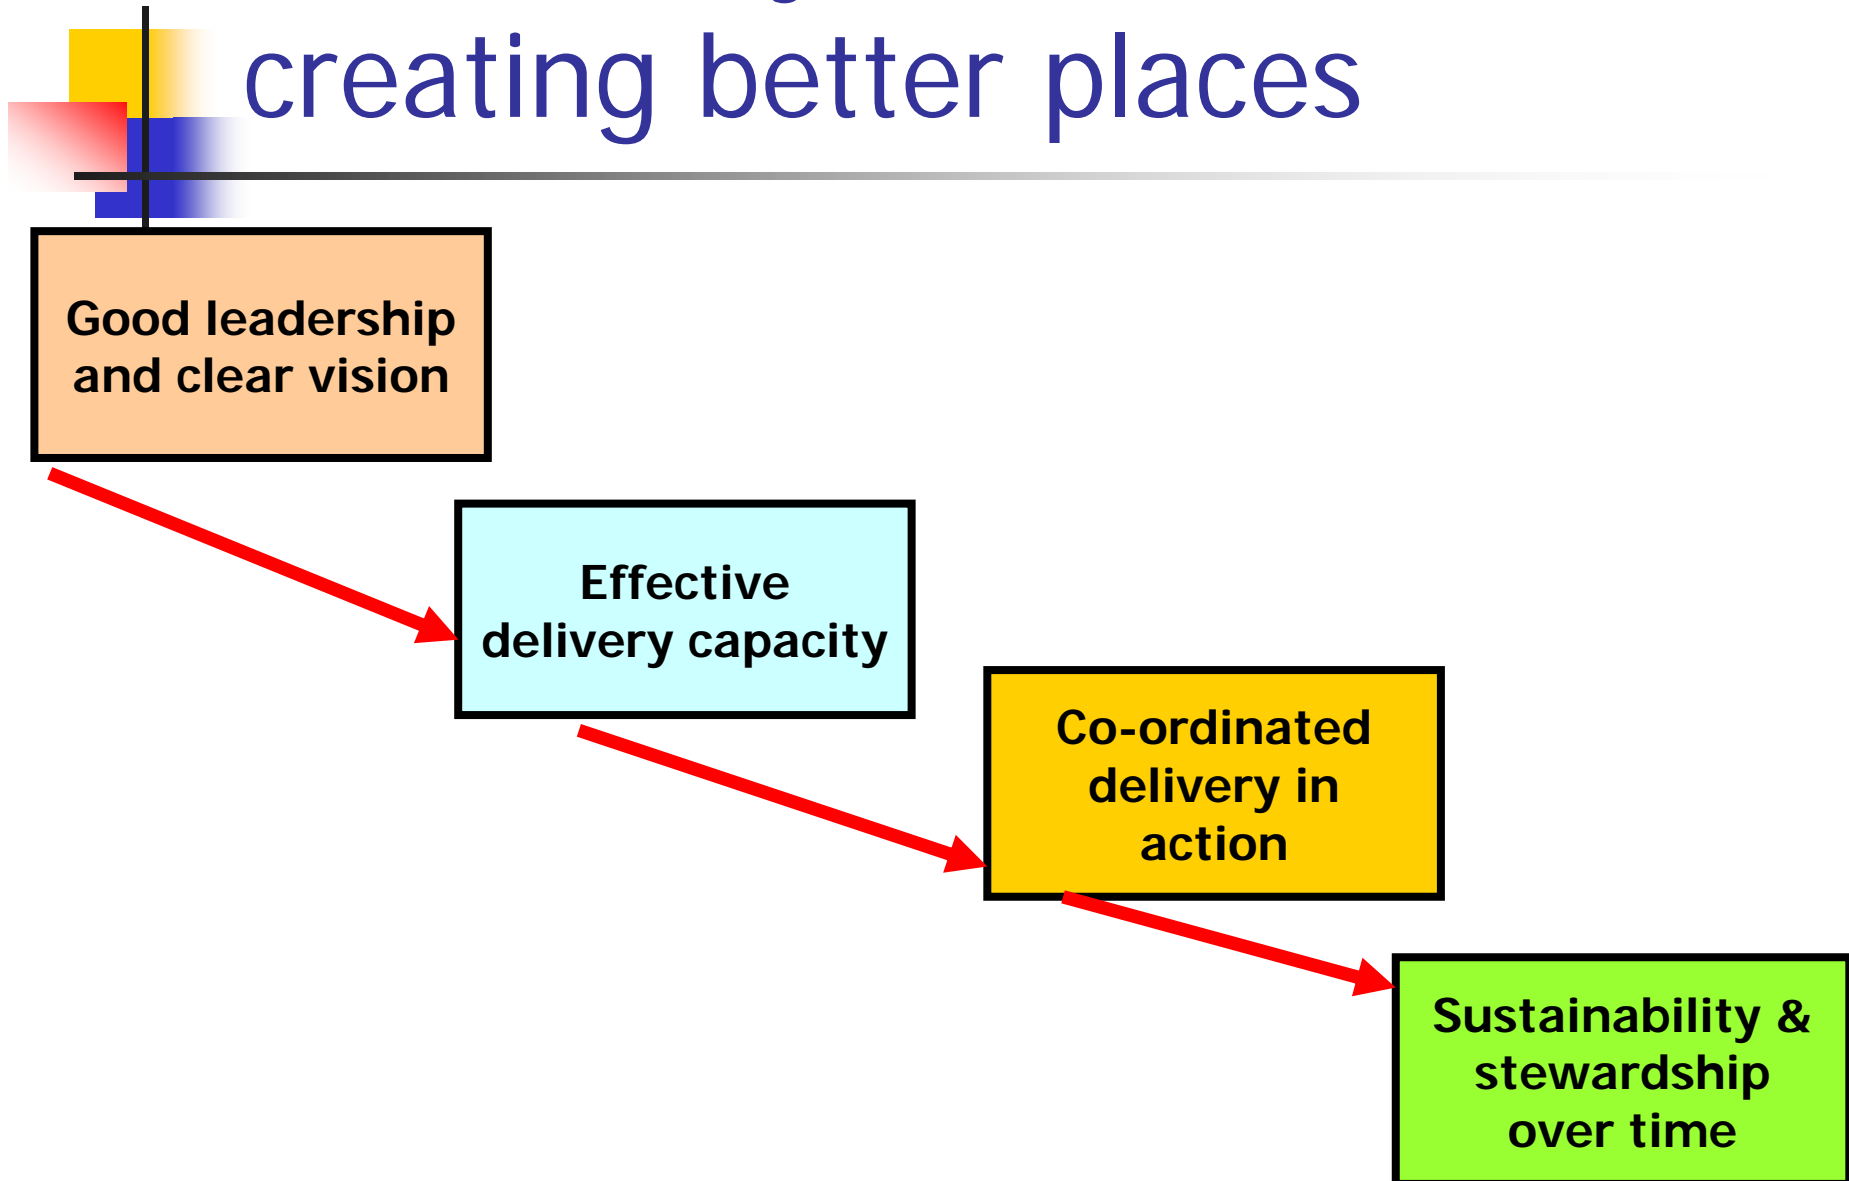 creating better places
Good leadership
and clear vision
Effective
delivery capacity
Co-ordinated
delivery in
action
Sustainability &
stewardship
over time